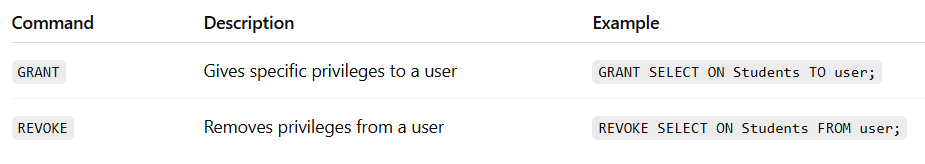 Command Description Example
GRANT Gives specific privileges to a user GRANT SELECT ON Students TO user;
REVOKE Removes privileges from a user REVOKE SELECT ON Students FROM user;